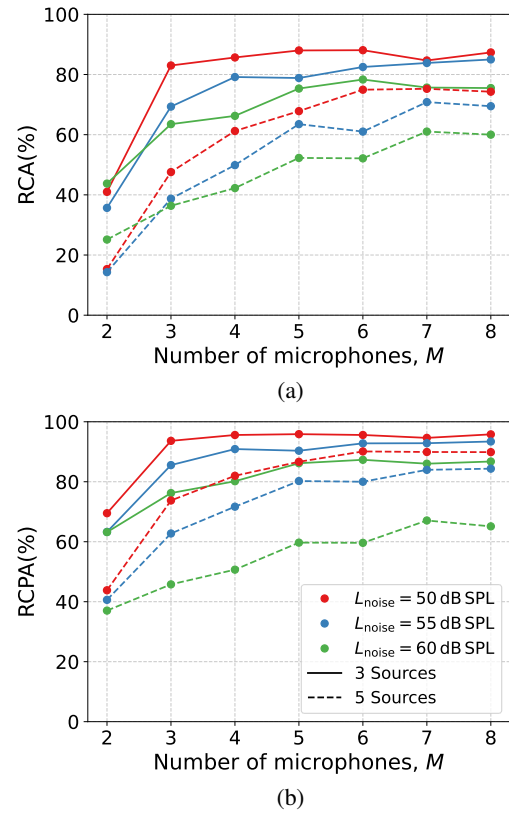 100
80
60
40
20
0
RCA(%)
2 3 4 5 6 7 8
Number of microphones, M
(a)
100
80
60
40
20
0
RCPA(%)
L_noise = 50 dB SPL
L_noise = 55 dB SPL
L_noise = 60 dB SPL
3 Sources
5 Sources
2 3 4 5 6 7 8
Number of microphones, M
(b)